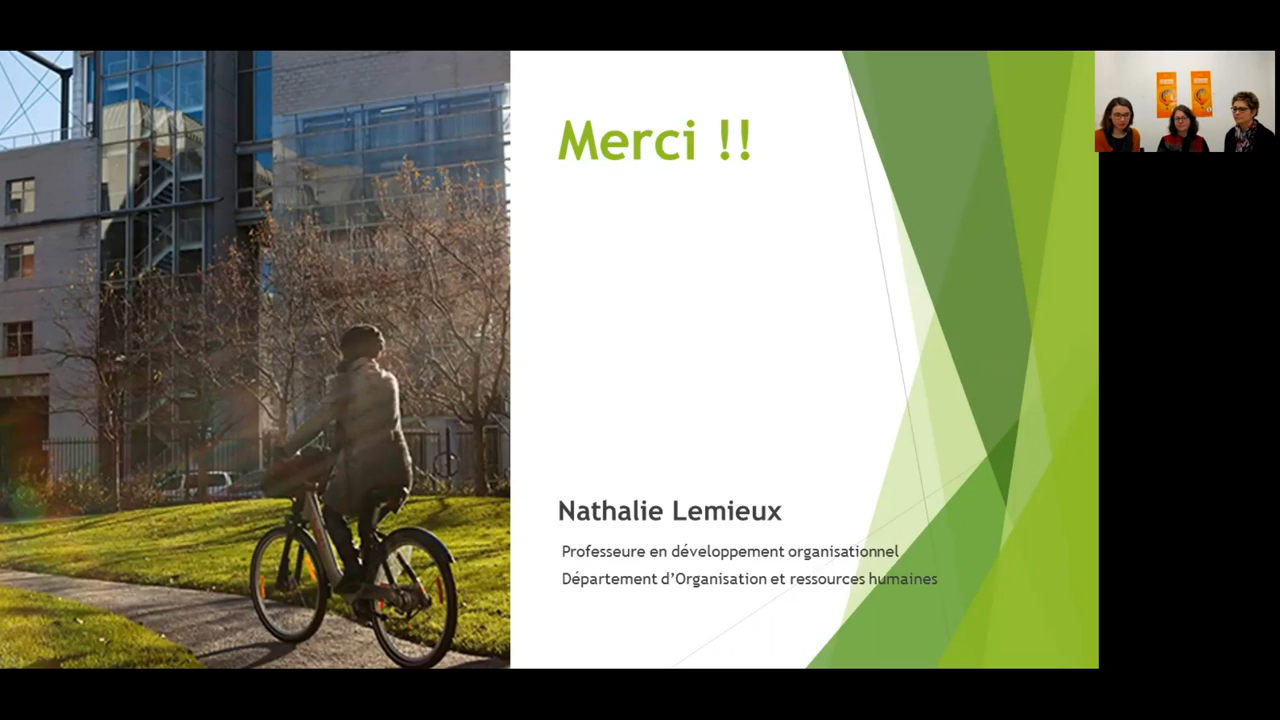 Merci !!
Nathalie Lemieux
Professeure en développement organisationnel
Département d’Organisation et ressources humaines